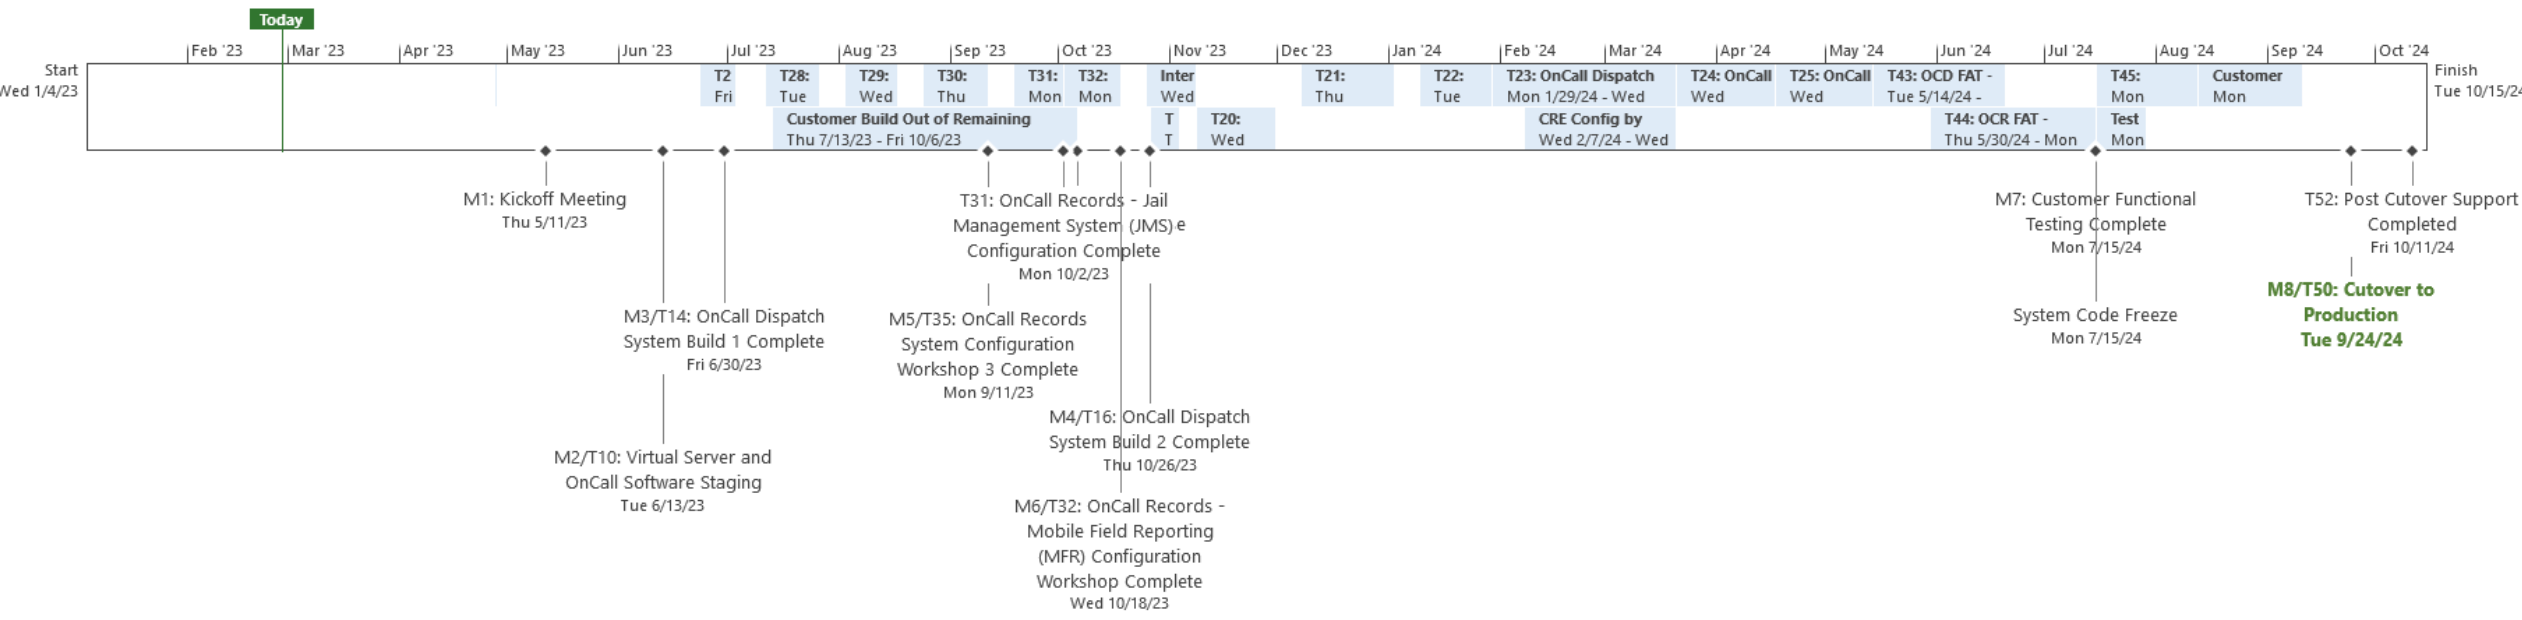 Today
Feb '23
Mar '23
Apr '23
May '23
Jun '23
Jul '23
Aug '23
Sep '23
Oct '23
Nov '23
Dec '23
Jan '24
Feb '24
Mar '24
Apr '24
May '24
Jun '24
Jul '24
Aug '24
Sep '24
Oct '24
Start
Wed 1/4/23
T2
Fri
T28:
Tue
T29:
Wed
T30:
Thu
T31:
Mon
T32:
Mon
Inter
Wed
T21:
Thu
T22:
Tue
T23: OnCall Dispatch
Mon 1/29/24 - Wed
T24: OnCall
Wed
T25: OnCall
Wed
T43: OCD FAT -
Tue 5/14/24 -
T45:
Mon
Customer
Mon
Finish
Tue 10/15/24
Customer Build Out of Remaining
Thu 7/13/23 - Fri 10/6/23
T
T
T20:
Wed
CRE Config by
Wed 2/7/24 - Wed
T44: OCR FAT -
Thu 5/30/24 - Mon
Test
Mon
M1: Kickoff Meeting
Thu 5/11/23
T31: OnCall Records - Jail
Management System (JMS) e
Configuration Complete
Mon 10/2/23
M7: Customer Functional
Testing Complete
Mon 7/15/24
T52: Post Cutover Support
Completed
Fri 10/11/24
M3/T14: OnCall Dispatch
System Build 1 Complete
Fri 6/30/23
M5/T35: OnCall Records
System Configuration
Workshop 3 Complete
Mon 9/11/23
System Code Freeze
Mon 7/15/24
M8/T50: Cutover to
Production
Tue 9/24/24
M4/T16: OnCall Dispatch
System Build 2 Complete
Thu 10/26/23
M2/T10: Virtual Server and
OnCall Software Staging
Tue 6/13/23
M6/T32: OnCall Records -
Mobile Field Reporting
(MFR) Configuration
Workshop Complete
Wed 10/18/23